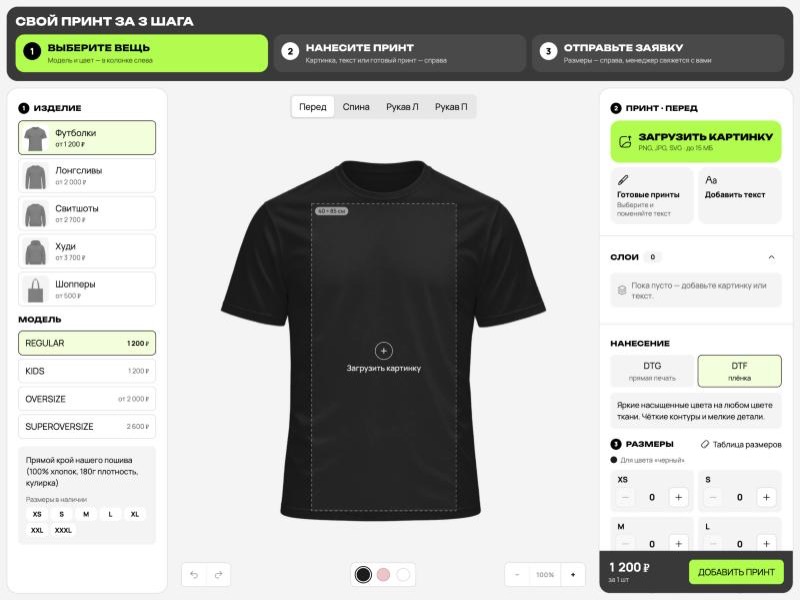 СВОЙ ПРИНТ ЗА 3 ШАГА
1 ВЫБЕРИТЕ ВЕЩЬ
Модель и цвет — в колонке слева
2 НАНЕСИТЕ ПРИНТ
Картинка, текст или готовый принт — справа
3 ОТПРАВЬТЕ ЗАЯВКУ
Размеры — справа, менеджер свяжется с вами
1 ИЗДЕЛИЕ
Футболки
от 1 200 ₽
Лонгсливы
от 2 000 ₽
Свитшоты
от 2 700 ₽
Худи
от 3 700 ₽
Шопперы
от 500 ₽
МОДЕЛЬ
REGULAR 1 200 ₽
KIDS 1 200 ₽
OVERSIZE от 2 000 ₽
SUPEROVERSIZE 2 600 ₽
Прямой крой нашего пошива
(100% хлопок, 180г плотность,
кулирка)
Размеры в наличии
XS S M L XL
XXL XXXL
Перед Спина Рукав Л Рукав П
40 × 85 см
+
Загрузить картинку
− 100% +
2 ПРИНТ · ПЕРЕД
ЗАГРУЗИТЬ КАРТИНКУ
PNG, JPG, SVG · до 15 МБ
Готовые принты
Выберите и
поменяйте текст
Aa
Добавить текст
СЛОИ 0
Пока пусто — добавьте картинку или
текст.
НАНЕСЕНИЕ
DTG
прямая печать
DTF
плёнка
Яркие насыщенные цвета на любом цвете
ткани. Чёткие контуры и мелкие детали.
3 РАЗМЕРЫ Таблица размеров
Для цвета «черный»
XS
− 0 +
S
− 0 +
M
− 0 +
L
− 0 +
1 200 ₽
за 1 шт
ДОБАВИТЬ ПРИНТ